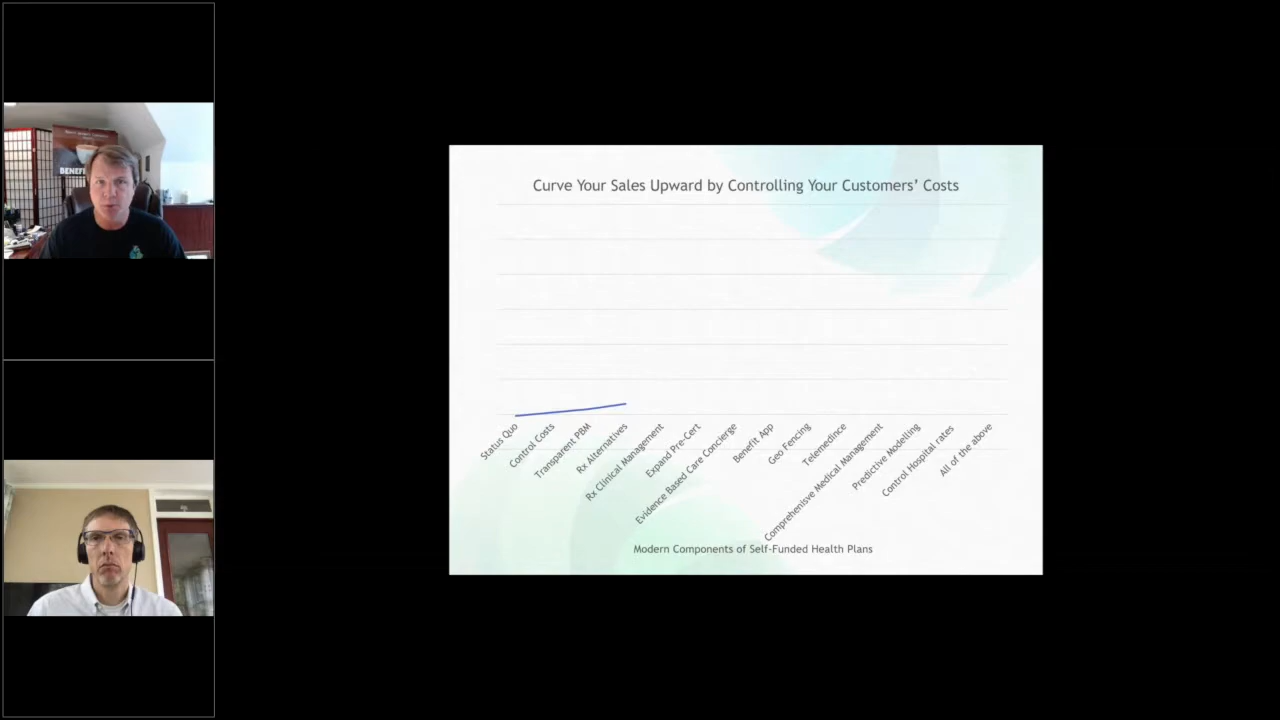 BENEF
Curve Your Sales Upward by Controlling Your Customers’ Costs
Status Quo
Control Costs
Transparent PBM
Rx Alternatives
Rx Clinical Management
Expand Pre-Cert
Evidence Based Care Concierge
Benefit App
Geo Fencing
Telemedince
Comprehenisve Medical Management
Predictive Modelling
Control Hospital rates
All of the above
Modern Components of Self-Funded Health Plans